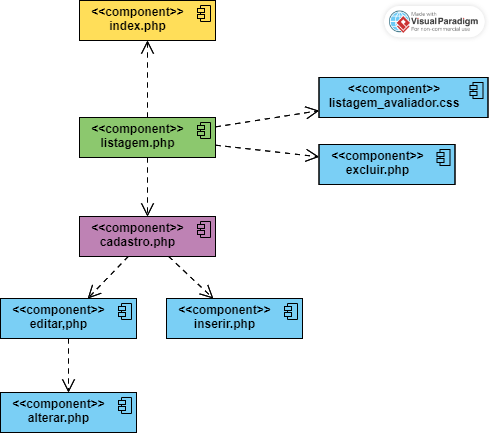 <<component>>
index.php
Made with
Visual Paradigm
For non-commercial use
<<component>>
listagem_avaliador.css
<<component>>
listagem.php
<<component>>
excluir.php
<<component>>
cadastro.php
<<component>>
editar,php
<<component>>
inserir.php
<<component>>
alterar.php